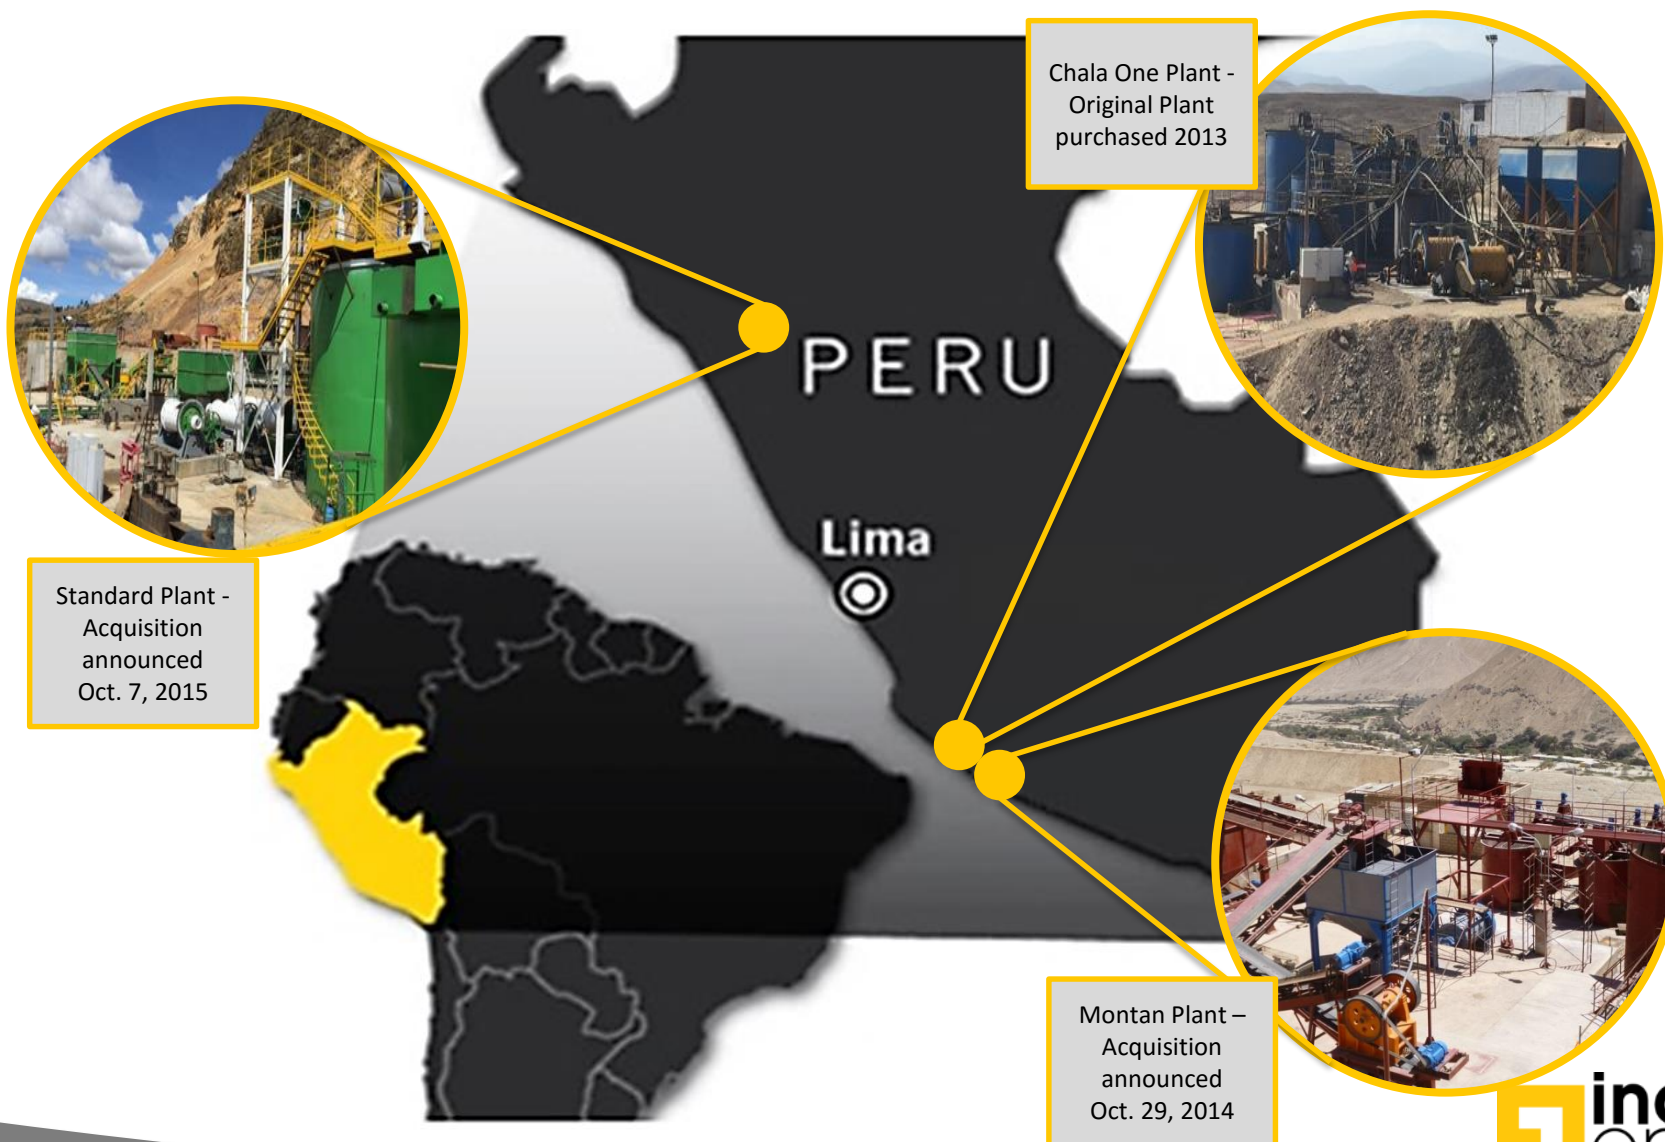 Chala One Plant -
Original Plant
purchased 2013
PERU
Lima
Standard Plant -
Acquisition
announced
Oct. 7, 2015
Montan Plant –
Acquisition
announced
Oct. 29, 2014